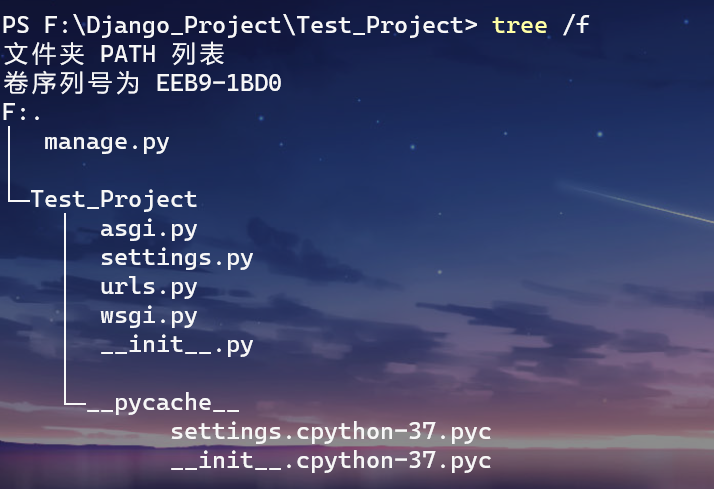 PS F:\Django_Project\Test_Project> tree /f
文件夹 PATH 列表
卷序列号为 EEB9-1BD0
F:.
│  manage.py
│
└─Test_Project
    │  asgi.py
    │  settings.py
    │  urls.py
    │  wsgi.py
    │  __init__.py
    │
    └─__pycache__
            settings.cpython-37.pyc
            __init__.cpython-37.pyc